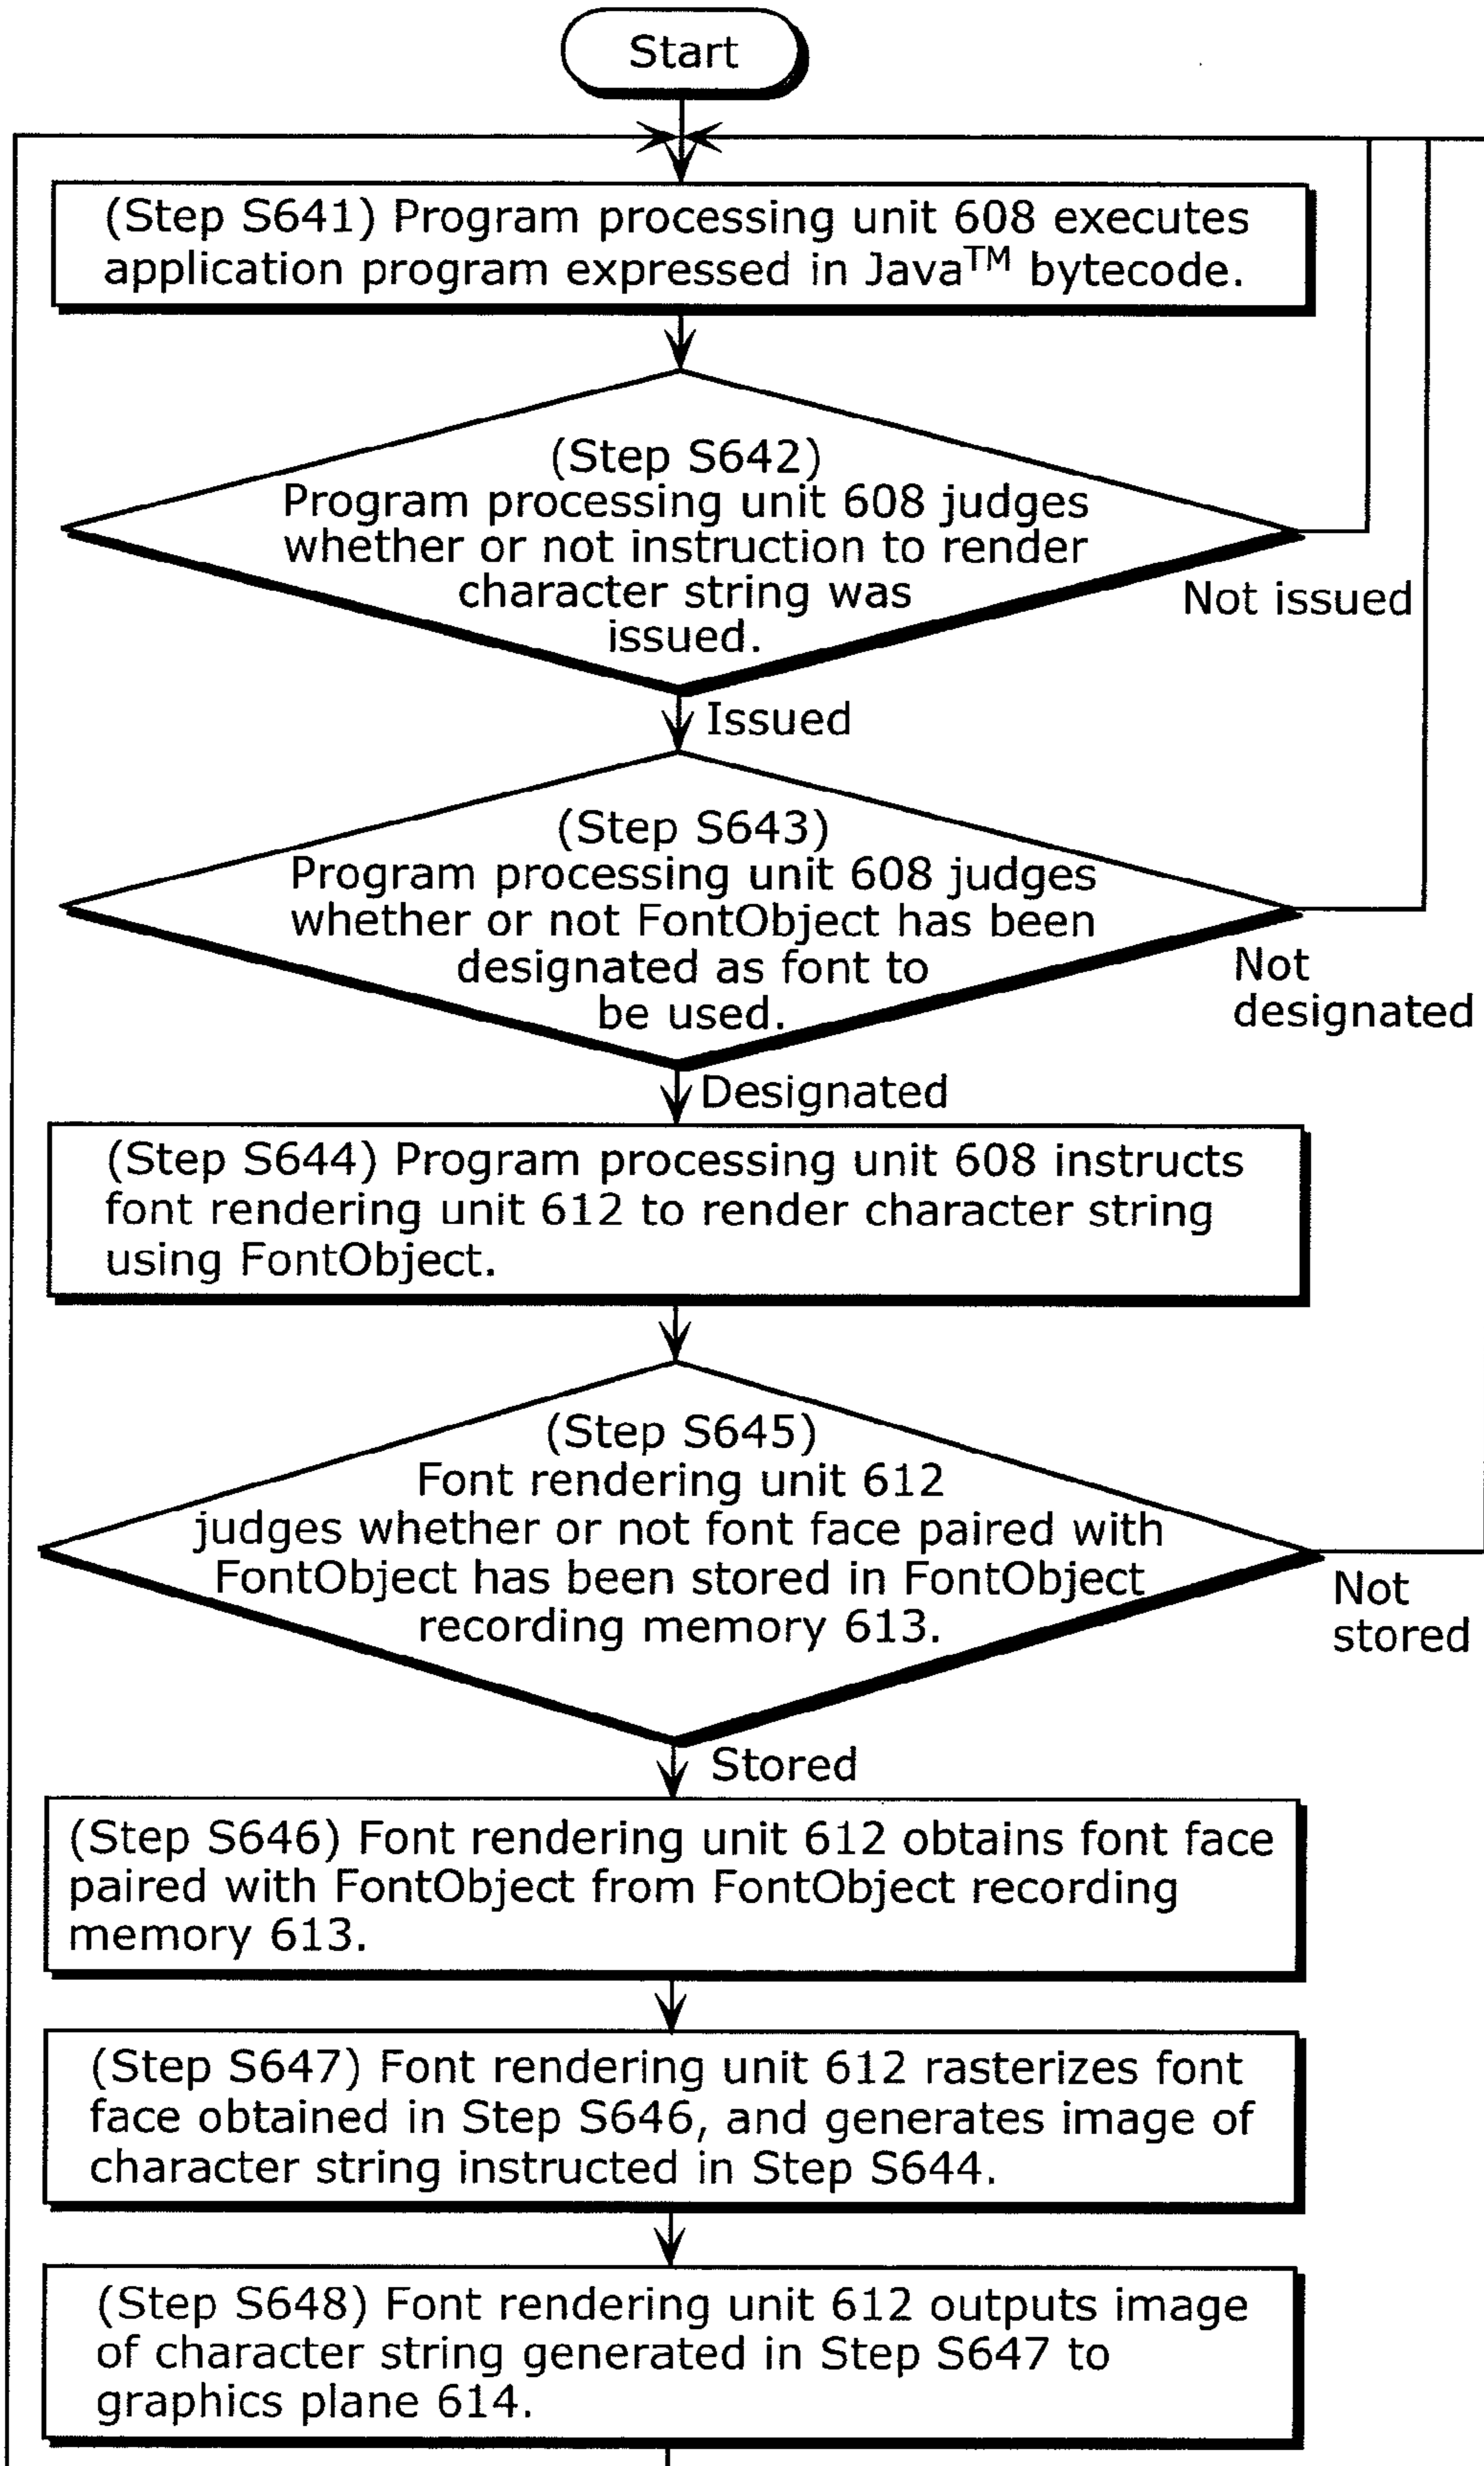 Start
(Step S641) Program processing unit 608 executes
application program expressed in Java™ bytecode.
(Step S642)
Program processing unit 608 judges
whether or not instruction to render
character string was
issued.
Not issued
Issued
(Step S643)
Program processing unit 608 judges
whether or not FontObject has been
designated as font to
be used.
Not
designated
Designated
(Step S644) Program processing unit 608 instructs
font rendering unit 612 to render character string
using FontObject.
(Step S645)
Font rendering unit 612
judges whether or not font face paired with
FontObject has been stored in FontObject
recording memory 613.
Not
stored
Stored
(Step S646) Font rendering unit 612 obtains font face
paired with FontObject from FontObject recording
memory 613.
(Step S647) Font rendering unit 612 rasterizes font
face obtained in Step S646, and generates image of
character string instructed in Step S644.
(Step S648) Font rendering unit 612 outputs image
of character string generated in Step S647 to
graphics plane 614.